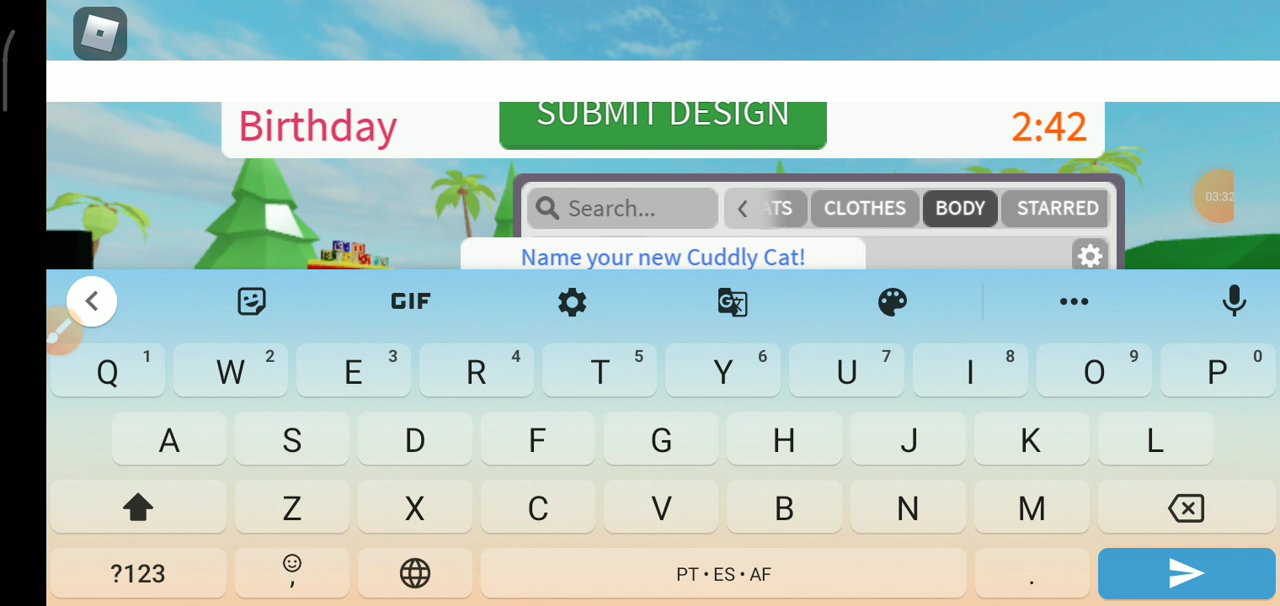 Birthday
SUBMIT DESIGN
2:42
Search...
ATS
CLOTHES
BODY
STARRED
03:32
Name your new Cuddly Cat!
GIF
Q 1 W 2 E 3 R 4 T 5 Y 6 U 7 I 8 O 9 P 0
A S D F G H J K L
Z X C V B N M
?123 , PT • ES • AF .